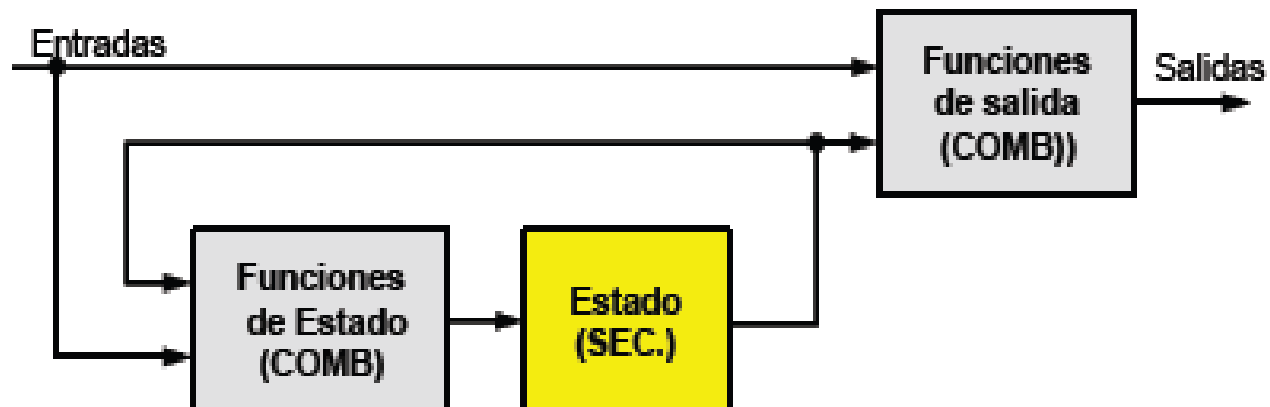 Entradas
Funciones
de salida
(COMB))
Salidas
Funciones
de Estado
(COMB)
Estado
(SEC.)